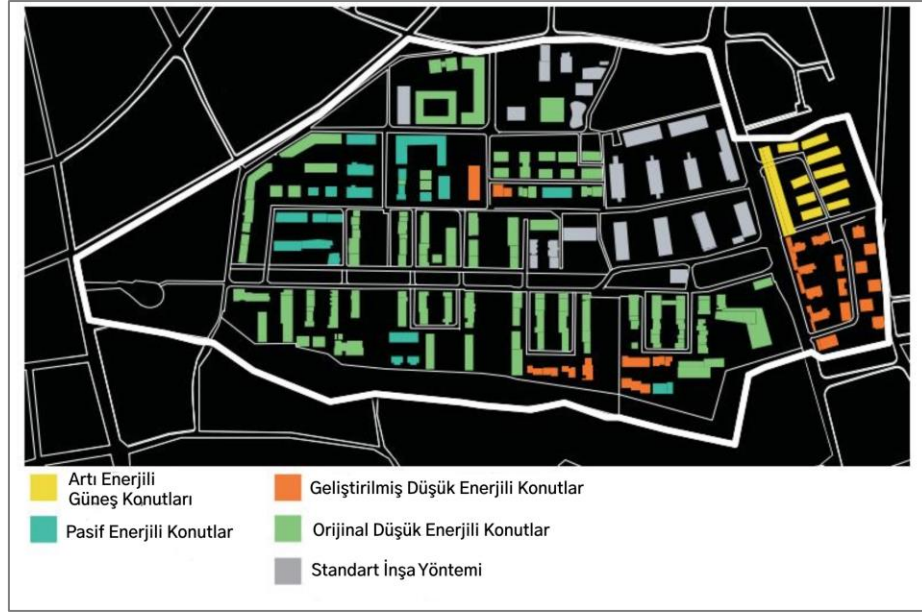 Artı Enerjili
Güneş Konutları
Pasif Enerjili Konutlar
Geliştirilmiş Düşük Enerjili Konutlar
Orijinal Düşük Enerjili Konutlar
Standart İnşa Yöntemi